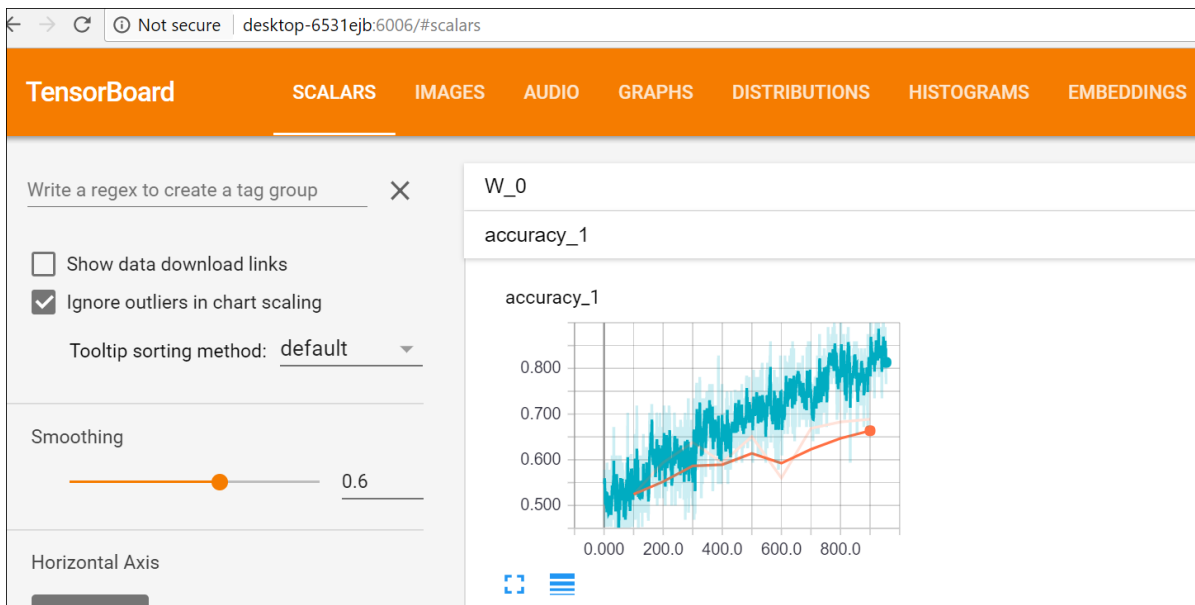 Not secure desktop-6531ejb:6006/#scalars
TensorBoard SCALARS IMAGES AUDIO GRAPHS DISTRIBUTIONS HISTOGRAMS EMBEDDINGS
Write a regex to create a tag group
Show data download links
Ignore outliers in chart scaling
Tooltip sorting method: default
Smoothing
0.6
Horizontal Axis
W_0
accuracy_1
accuracy_1
0.800
0.700
0.600
0.500
0.000 200.0 400.0 600.0 800.0